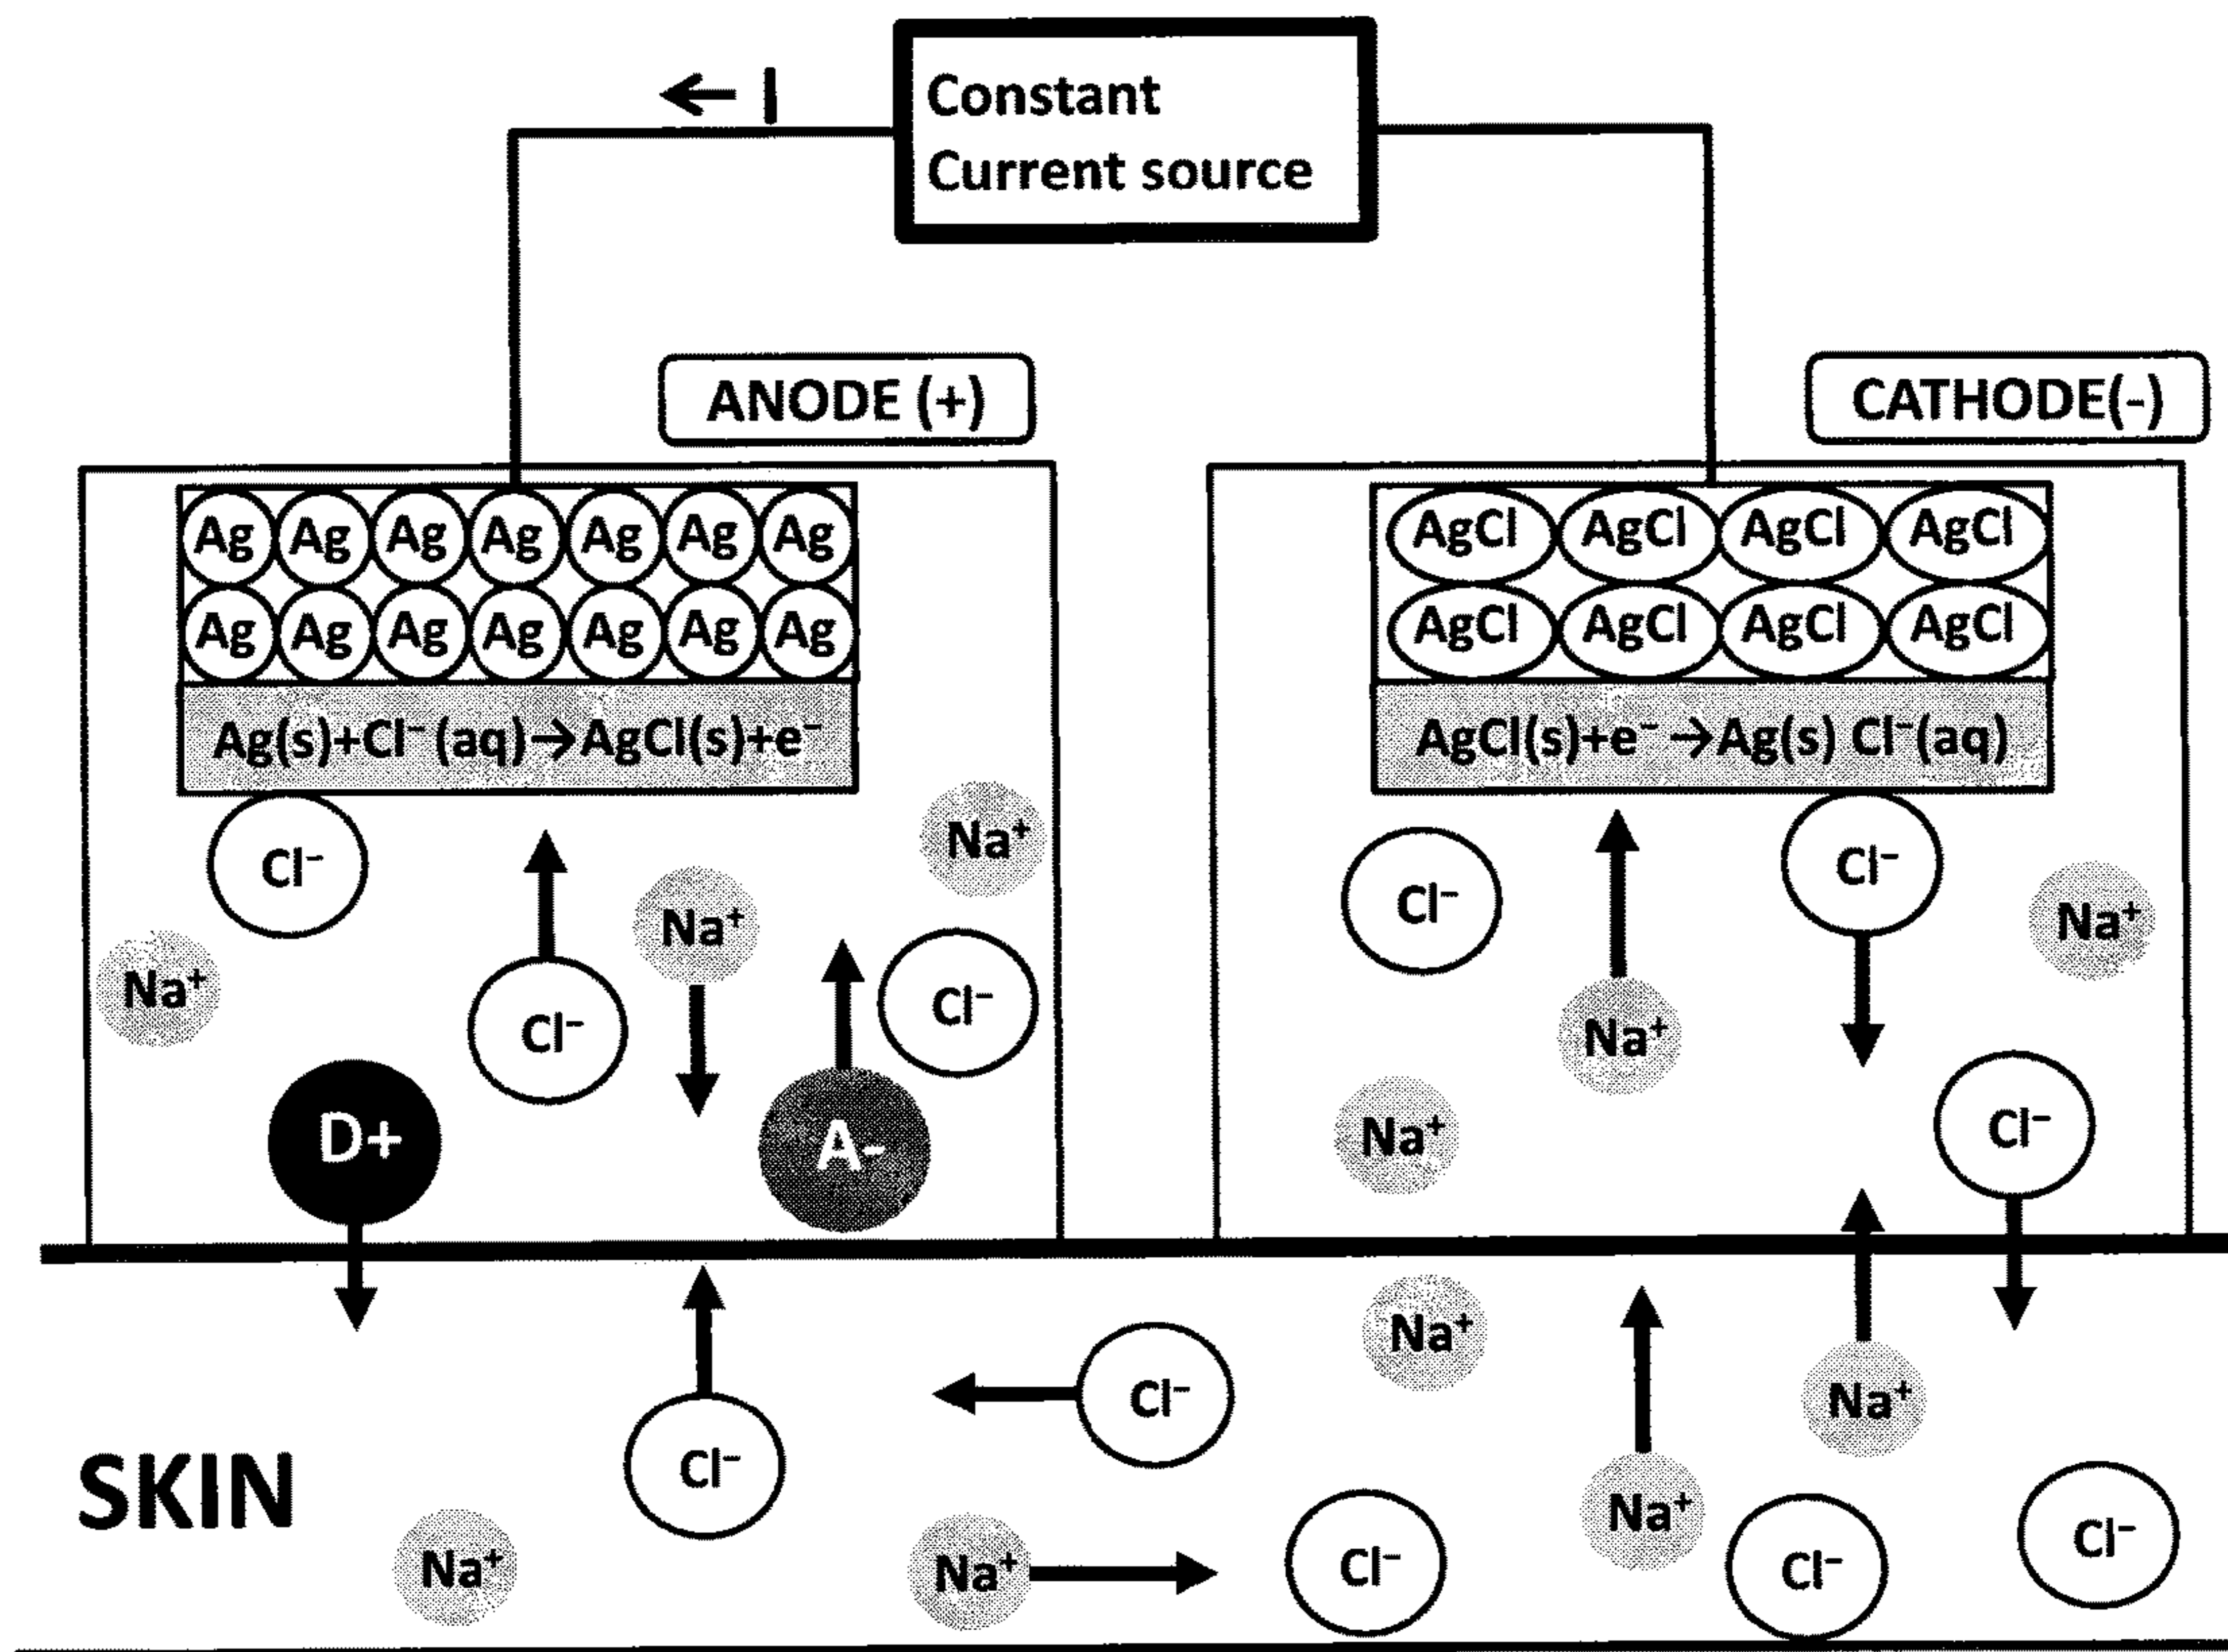 I
Constant
Current source
ANODE (+)
CATHODE(-)
Ag Ag Ag Ag Ag Ag Ag
AgCl AgCl AgCl AgCl
Ag Ag Ag Ag Ag Ag Ag
AgCl AgCl AgCl AgCl
Ag(s)+Cl⁻(aq)→AgCl(s)+e⁻
AgCl(s)+e⁻→Ag(s) Cl⁻(aq)
Na⁺
Cl⁻
Cl⁻
Cl⁻
Na⁺
Na⁺
Na⁺
Cl⁻
Cl⁻
Na⁺
Na⁺
D+
A-
Na⁺
Cl⁻
Na⁺
Cl⁻
Na⁺
Cl⁻
SKIN
Na⁺
Cl⁻
Na⁺
Na⁺
Cl⁻
Cl⁻
Cl⁻